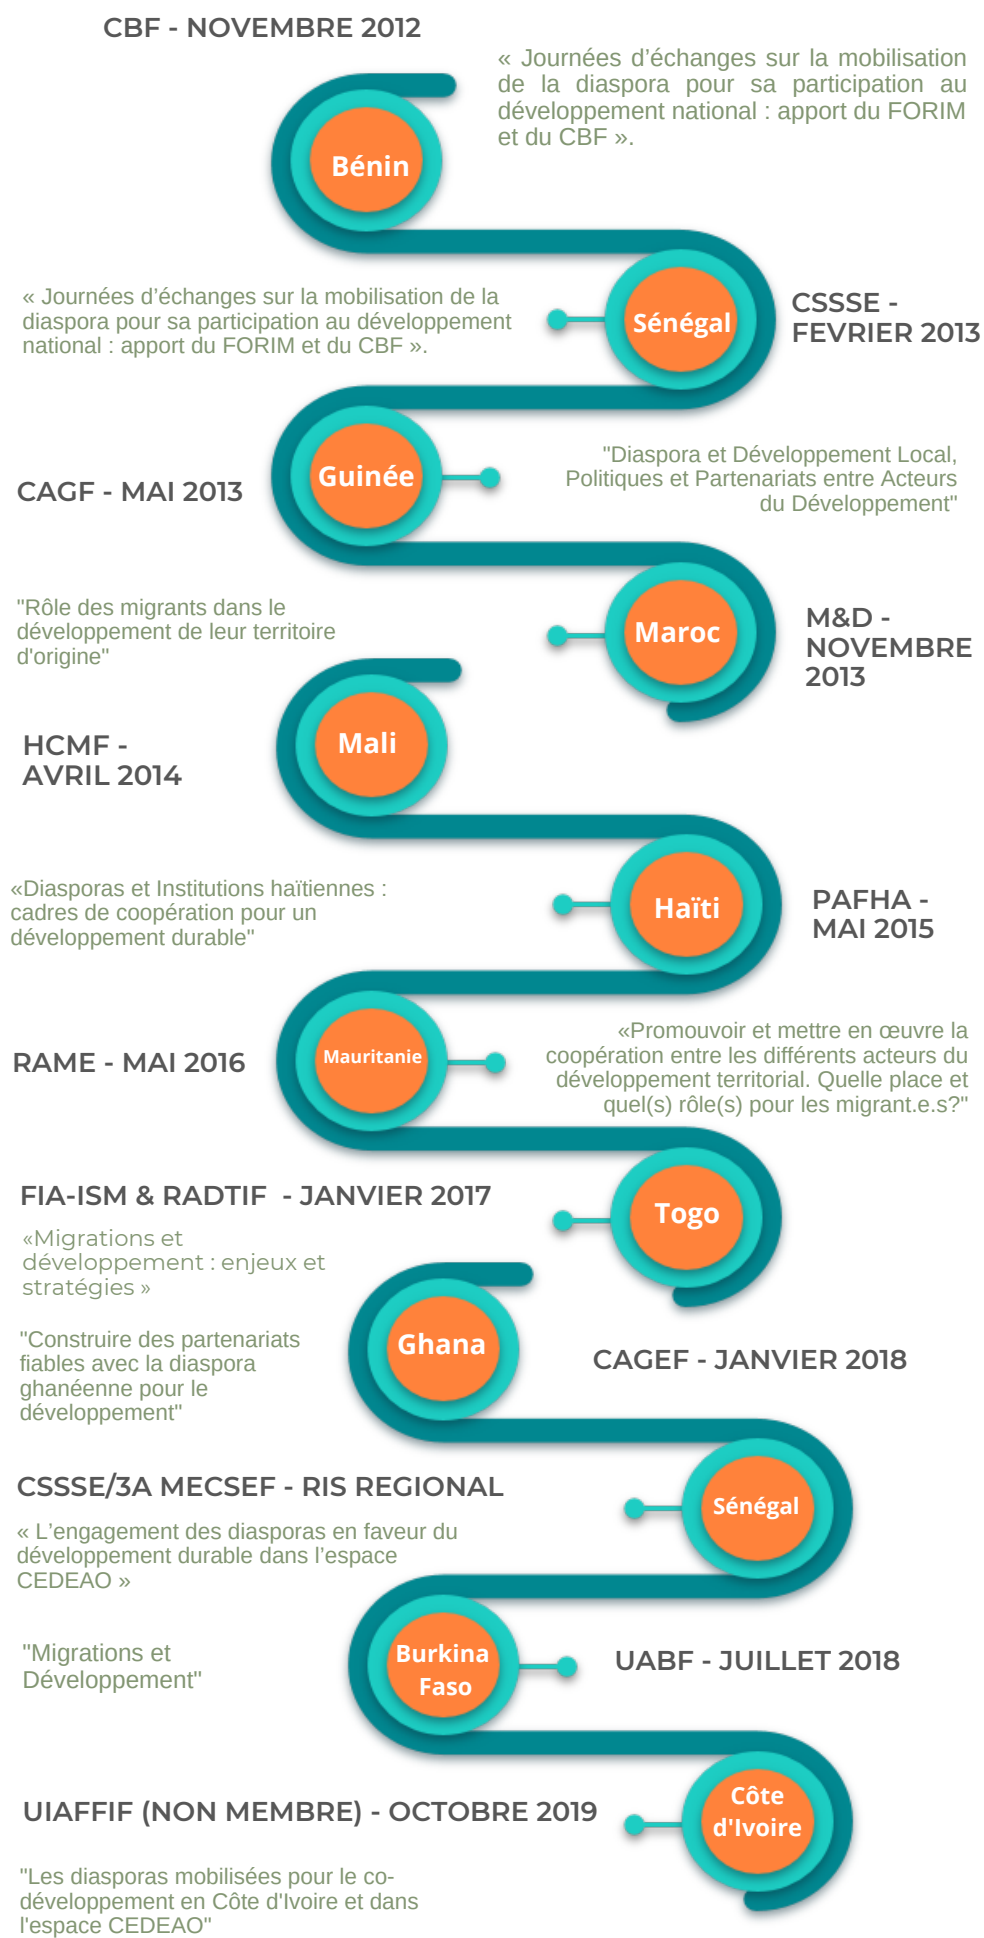 CBF - NOVEMBRE 2012
« Journées d’échanges sur la mobilisation
de la diaspora pour sa participation au
développement national : apport du FORIM
et du CBF ».
Bénin
« Journées d’échanges sur la mobilisation de la
diaspora pour sa participation au développement
national : apport du FORIM et du CBF ».
Sénégal
CSSSE -
FEVRIER 2013
CAGF - MAI 2013
Guinée
"Diaspora et Développement Local,
Politiques et Partenariats entre Acteurs
du Développement"
"Rôle des migrants dans le
développement de leur territoire
d'origine"
Maroc
M&D -
NOVEMBRE
2013
HCMF -
AVRIL 2014
Mali
«Diasporas et Institutions haïtiennes :
cadres de coopération pour un
développement durable"
Haïti
PAFHA -
MAI 2015
RAME - MAI 2016
Mauritanie
«Promouvoir et mettre en œuvre la
coopération entre les différents acteurs du
développement territorial. Quelle place et
quel(s) rôle(s) pour les migrant.e.s?"
FIA-ISM & RADTIF - JANVIER 2017
Togo
«Migrations et
développement : enjeux et
stratégies »
"Construire des partenariats
fiables avec la diaspora
ghanéenne pour le
développement"
Ghana
CAGEF - JANVIER 2018
CSSSE/3A MECSEF - RIS REGIONAL
Sénégal
« L’engagement des diasporas en faveur du
développement durable dans l’espace
CEDEAO »
"Migrations et
Développement"
Burkina
Faso
UABF - JUILLET 2018
UIAFFIF (NON MEMBRE) - OCTOBRE 2019
Côte
d'Ivoire
"Les diasporas mobilisées pour le co-
développement en Côte d'Ivoire et dans
l'espace CEDEAO"